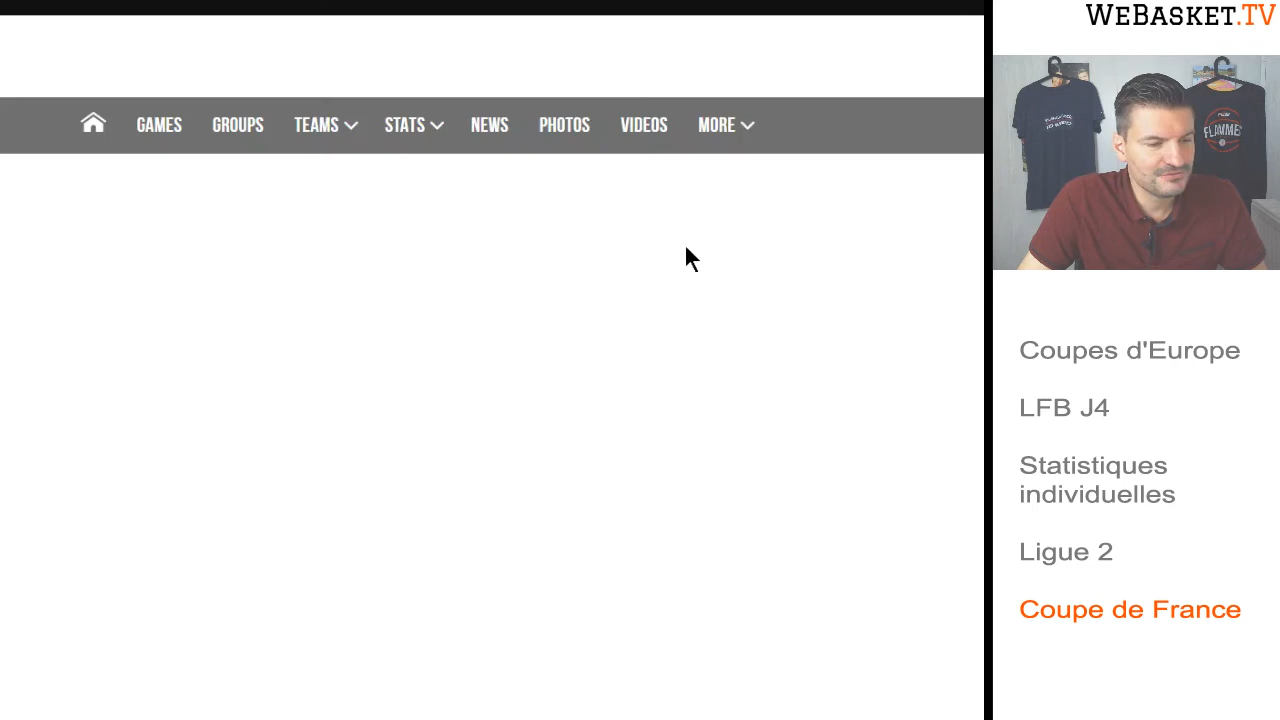 WEBASKET.TV
GAMES GROUPS TEAMS STATS NEWS PHOTOS VIDEOS MORE
FLAMMES
Coupes d'Europe
LFB J4
Statistiques
individuelles
Ligue 2
Coupe de France